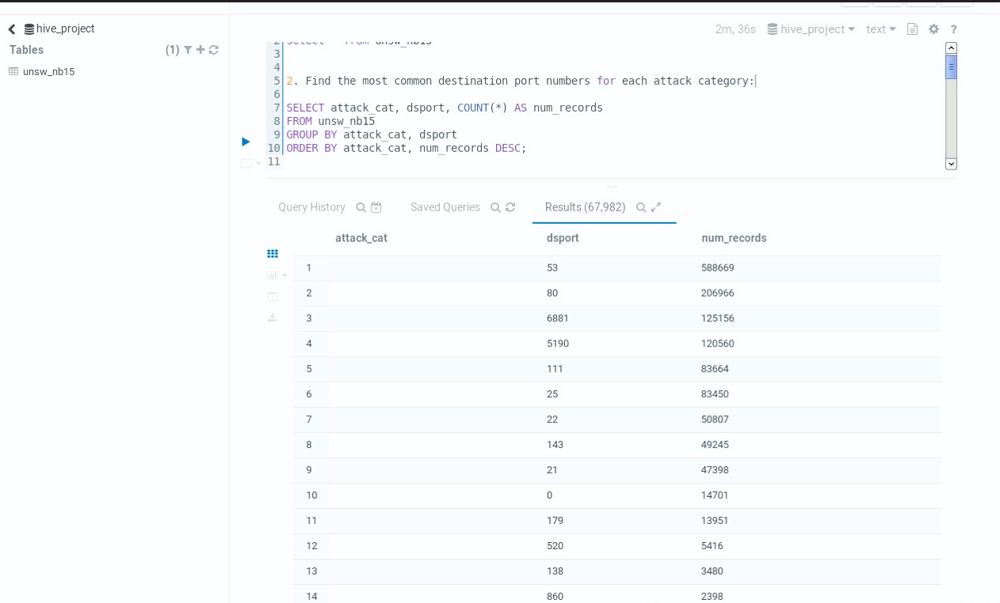 hive_project
Tables (1)
unsw_nb15
2m, 36s hive_project text ?
2 select * from unsw_nb15
3
4
5 2. Find the most common destination port numbers for each attack category:
6
7 SELECT attack_cat, dsport, COUNT(*) AS num_records
8 FROM unsw_nb15
9 GROUP BY attack_cat, dsport
10 ORDER BY attack_cat, num_records DESC;
11
Query History Saved Queries Results (67,982)
attack_cat dsport num_records
1 53 588669
2 80 206966
3 6881 125156
4 5190 120560
5 111 83664
6 25 83450
7 22 50807
8 143 49245
9 21 47398
10 0 14701
11 179 13951
12 520 5416
13 138 3480
14 860 2398